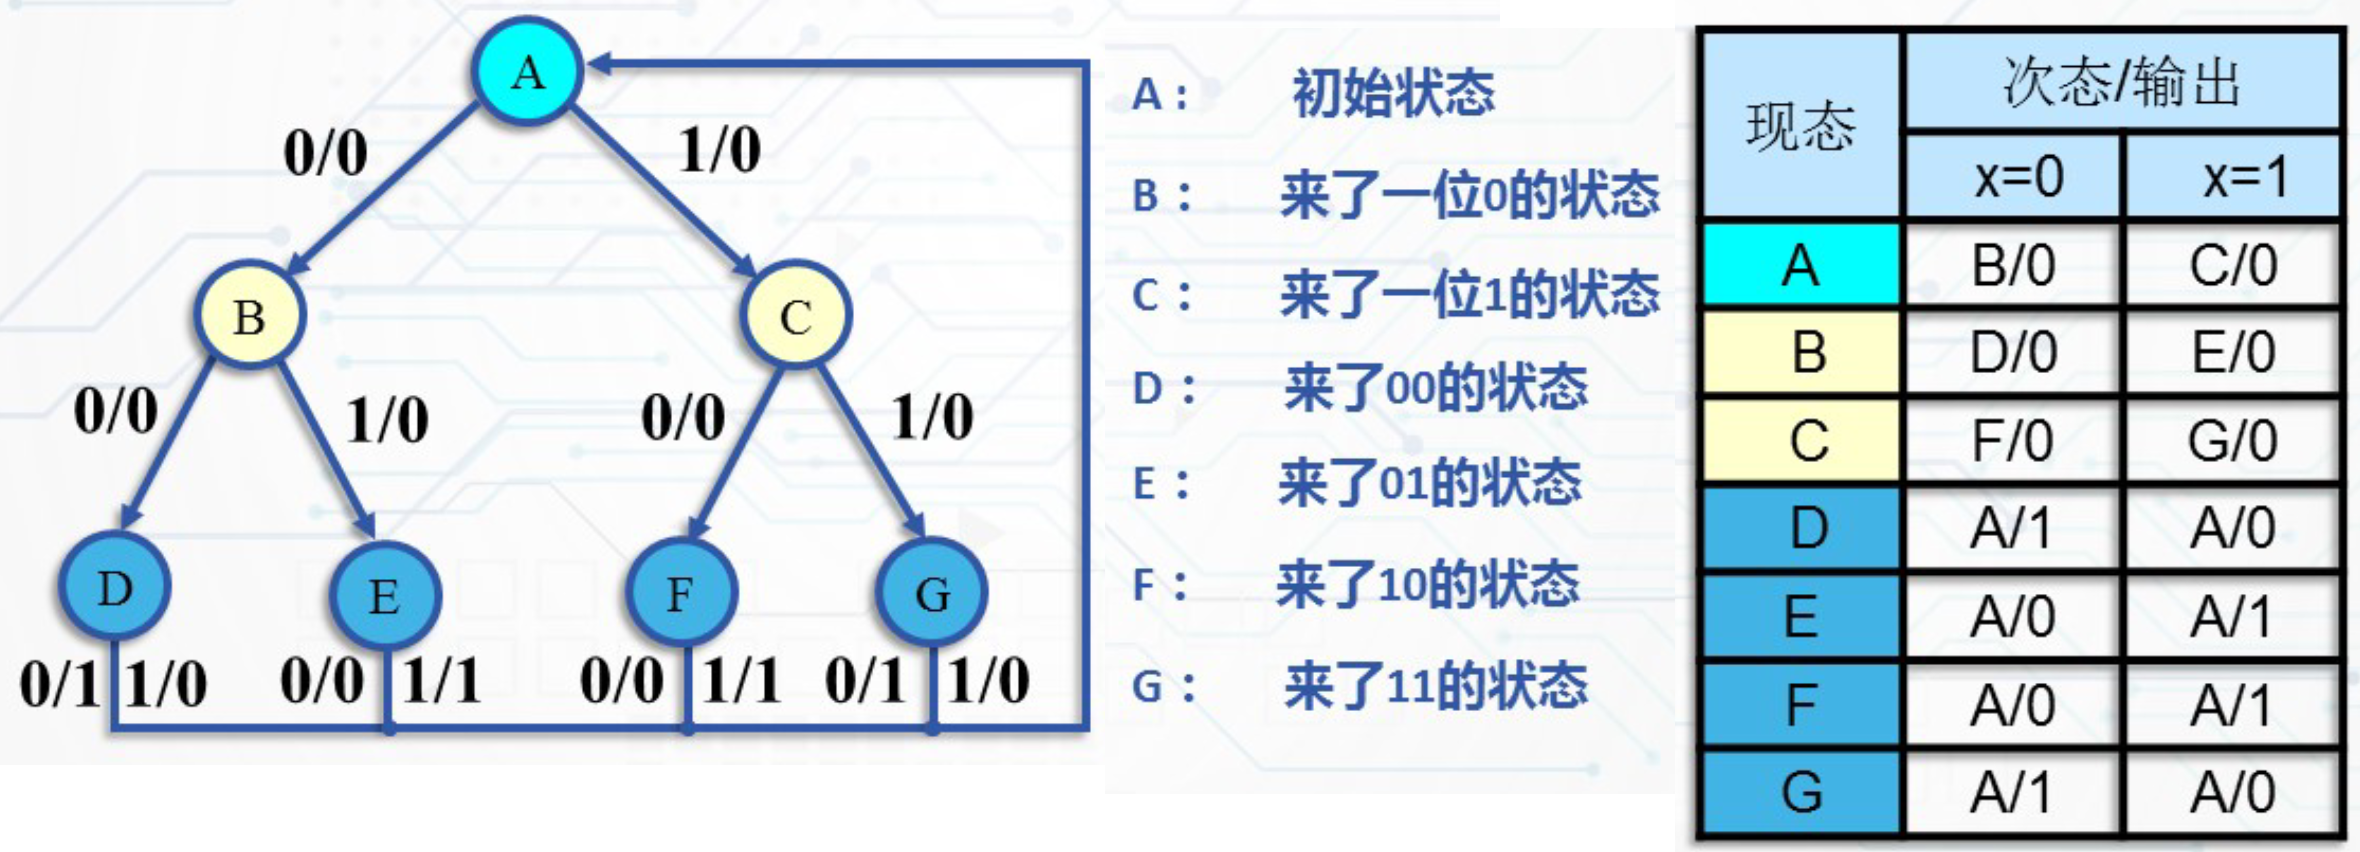 A
0/0
1/0
B
C
0/0
1/0
0/0
1/0
D
E
F
G
0/1 1/0
0/0 1/1
0/0 1/1
0/1 1/0
A： 初始状态
B： 来了一位0的状态
C： 来了一位1的状态
D： 来了00的状态
E： 来了01的状态
F： 来了10的状态
G： 来了11的状态
现态 次态/输出
x=0 x=1
A B/0 C/0
B D/0 E/0
C F/0 G/0
D A/1 A/0
E A/0 A/1
F A/0 A/1
G A/1 A/0